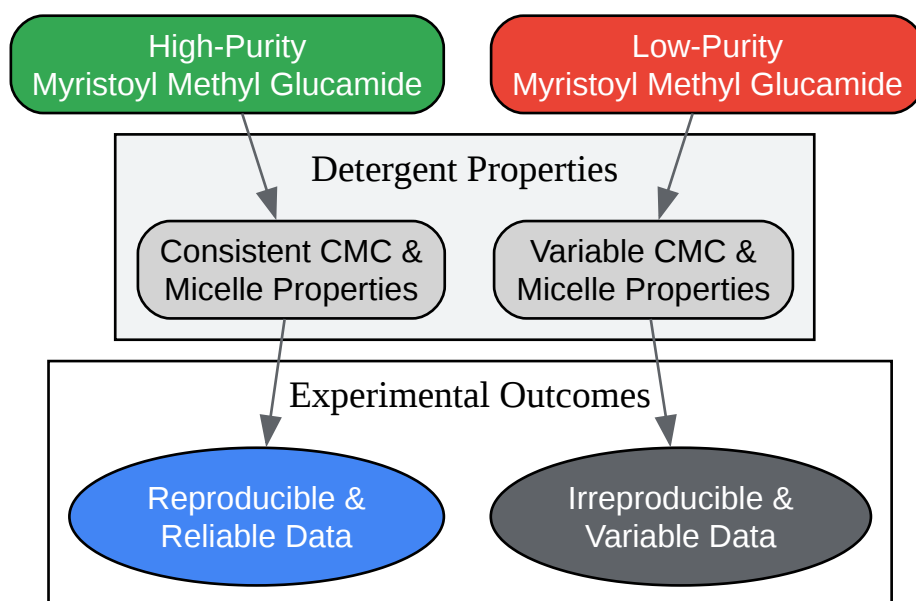 High-Purity
Myristoyl Methyl Glucamide
Low-Purity
Myristoyl Methyl Glucamide
Detergent Properties
Consistent CMC &
Micelle Properties
Variable CMC &
Micelle Properties
Experimental Outcomes
Reproducible &
Reliable Data
Irreproducible &
Variable Data